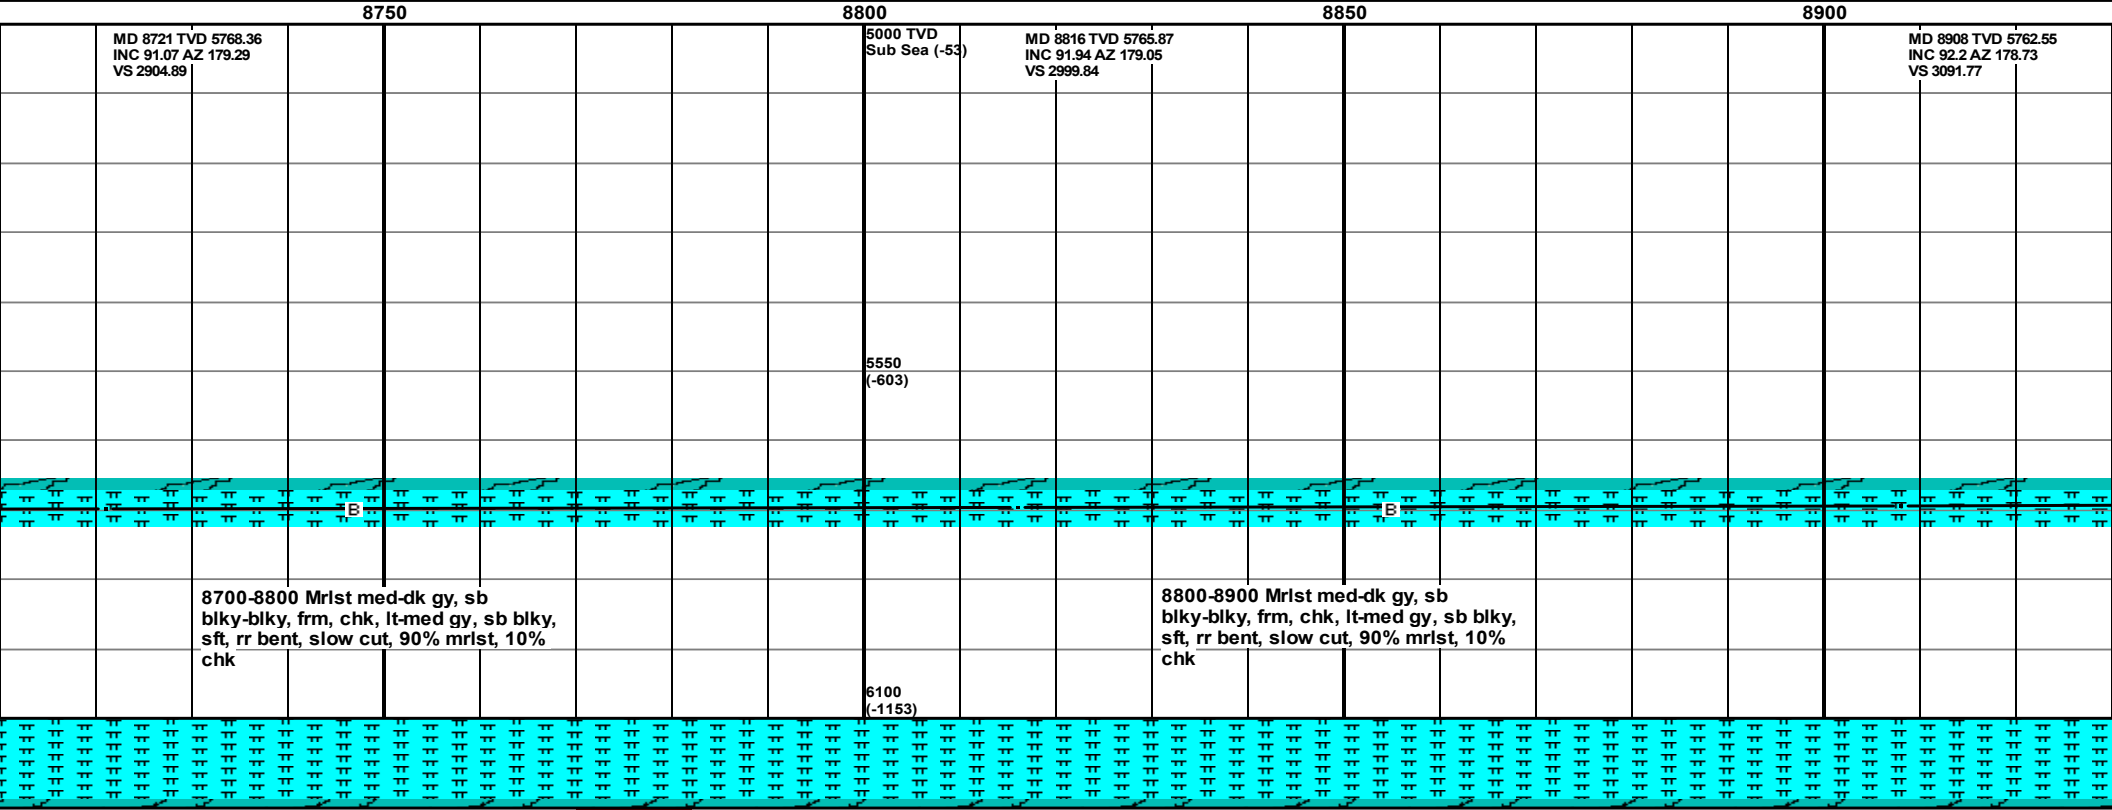 8750
8800
8850
8900
MD 8721 TVD 5768.36
INC 91.07 AZ 179.29
VS 2904.89
5000 TVD
Sub Sea (-53)
MD 8816 TVD 5765.87
INC 91.94 AZ 179.05
VS 2999.84
MD 8908 TVD 5762.55
INC 92.2 AZ 178.73
VS 3091.77
5550
(-603)
B
B
8700-8800 Mrlst med-dk gy, sb
blky-blky, frm, chk, lt-med gy, sb blky,
sft, rr bent, slow cut, 90% mrlst, 10%
chk
8800-8900 Mrlst med-dk gy, sb
blky-blky, frm, chk, lt-med gy, sb blky,
sft, rr bent, slow cut, 90% mrlst, 10%
chk
6100
(-1153)